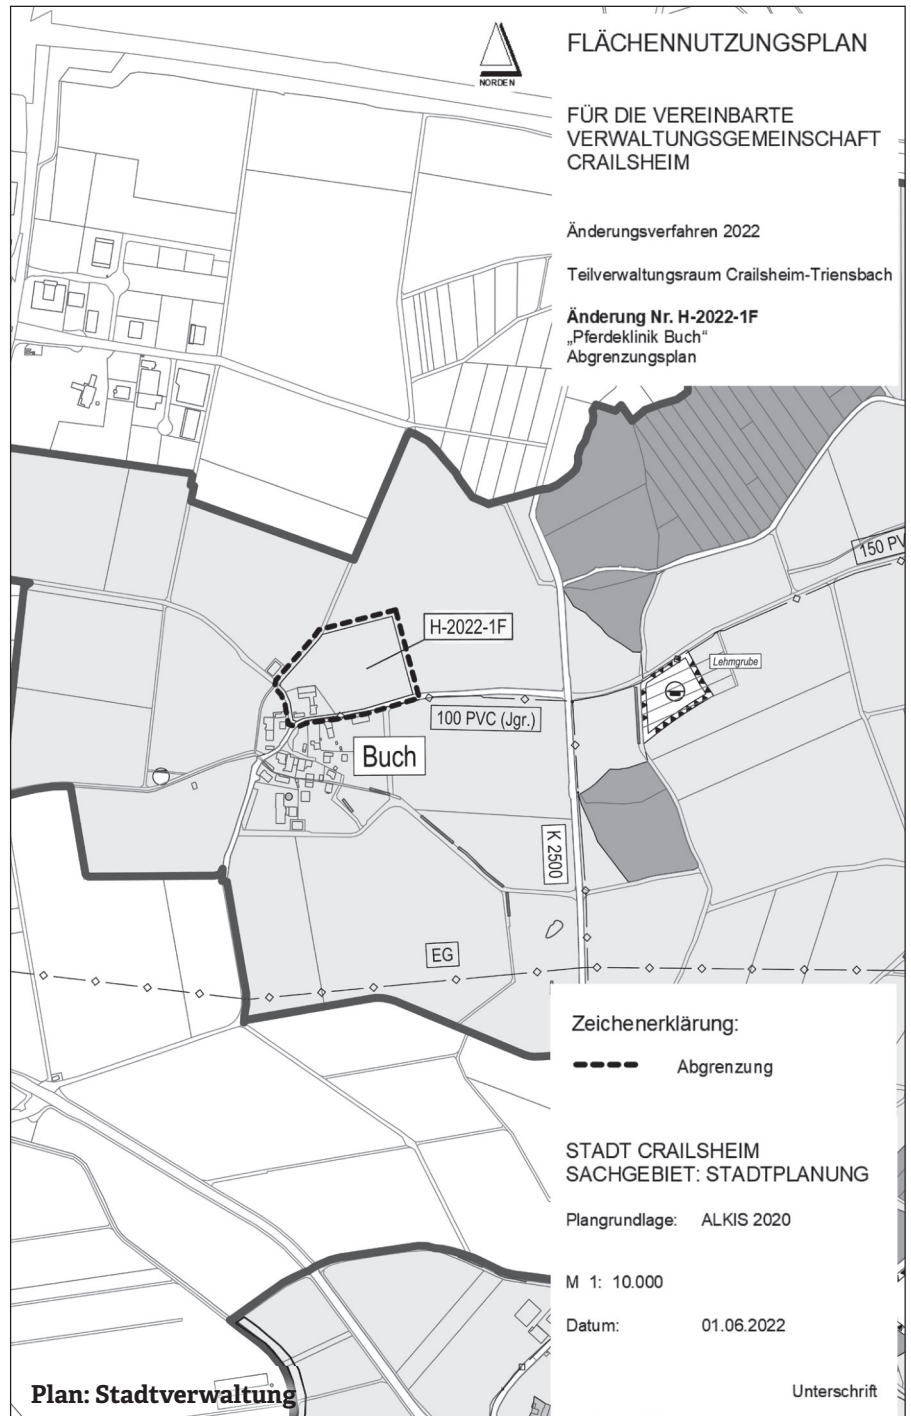 NORDEN
FLÄCHENNUTZUNGSPLAN
FÜR DIE VEREINBARTE
VERWALTUNGSGEMEINSCHAFT
CRAILSHEIM
Änderungsverfahren 2022
Teilverwaltungsraum Crailsheim-Triensbach
Änderung Nr. H-2022-1F
„Pferdeklinik Buch“
Abgrenzungsplan
150 PV
H-2022-1F
Lehmgrube
100 PVC (Jgr.)
Buch
K 2500
EG
Zeichenerklärung:
Abgrenzung
STADT CRAILSHEIM
SACHGEBIET: STADTPLANUNG
Plangrundlage: ALKIS 2020
M 1: 10.000
Datum: 01.06.2022
Plan: Stadtverwaltung
Unterschrift